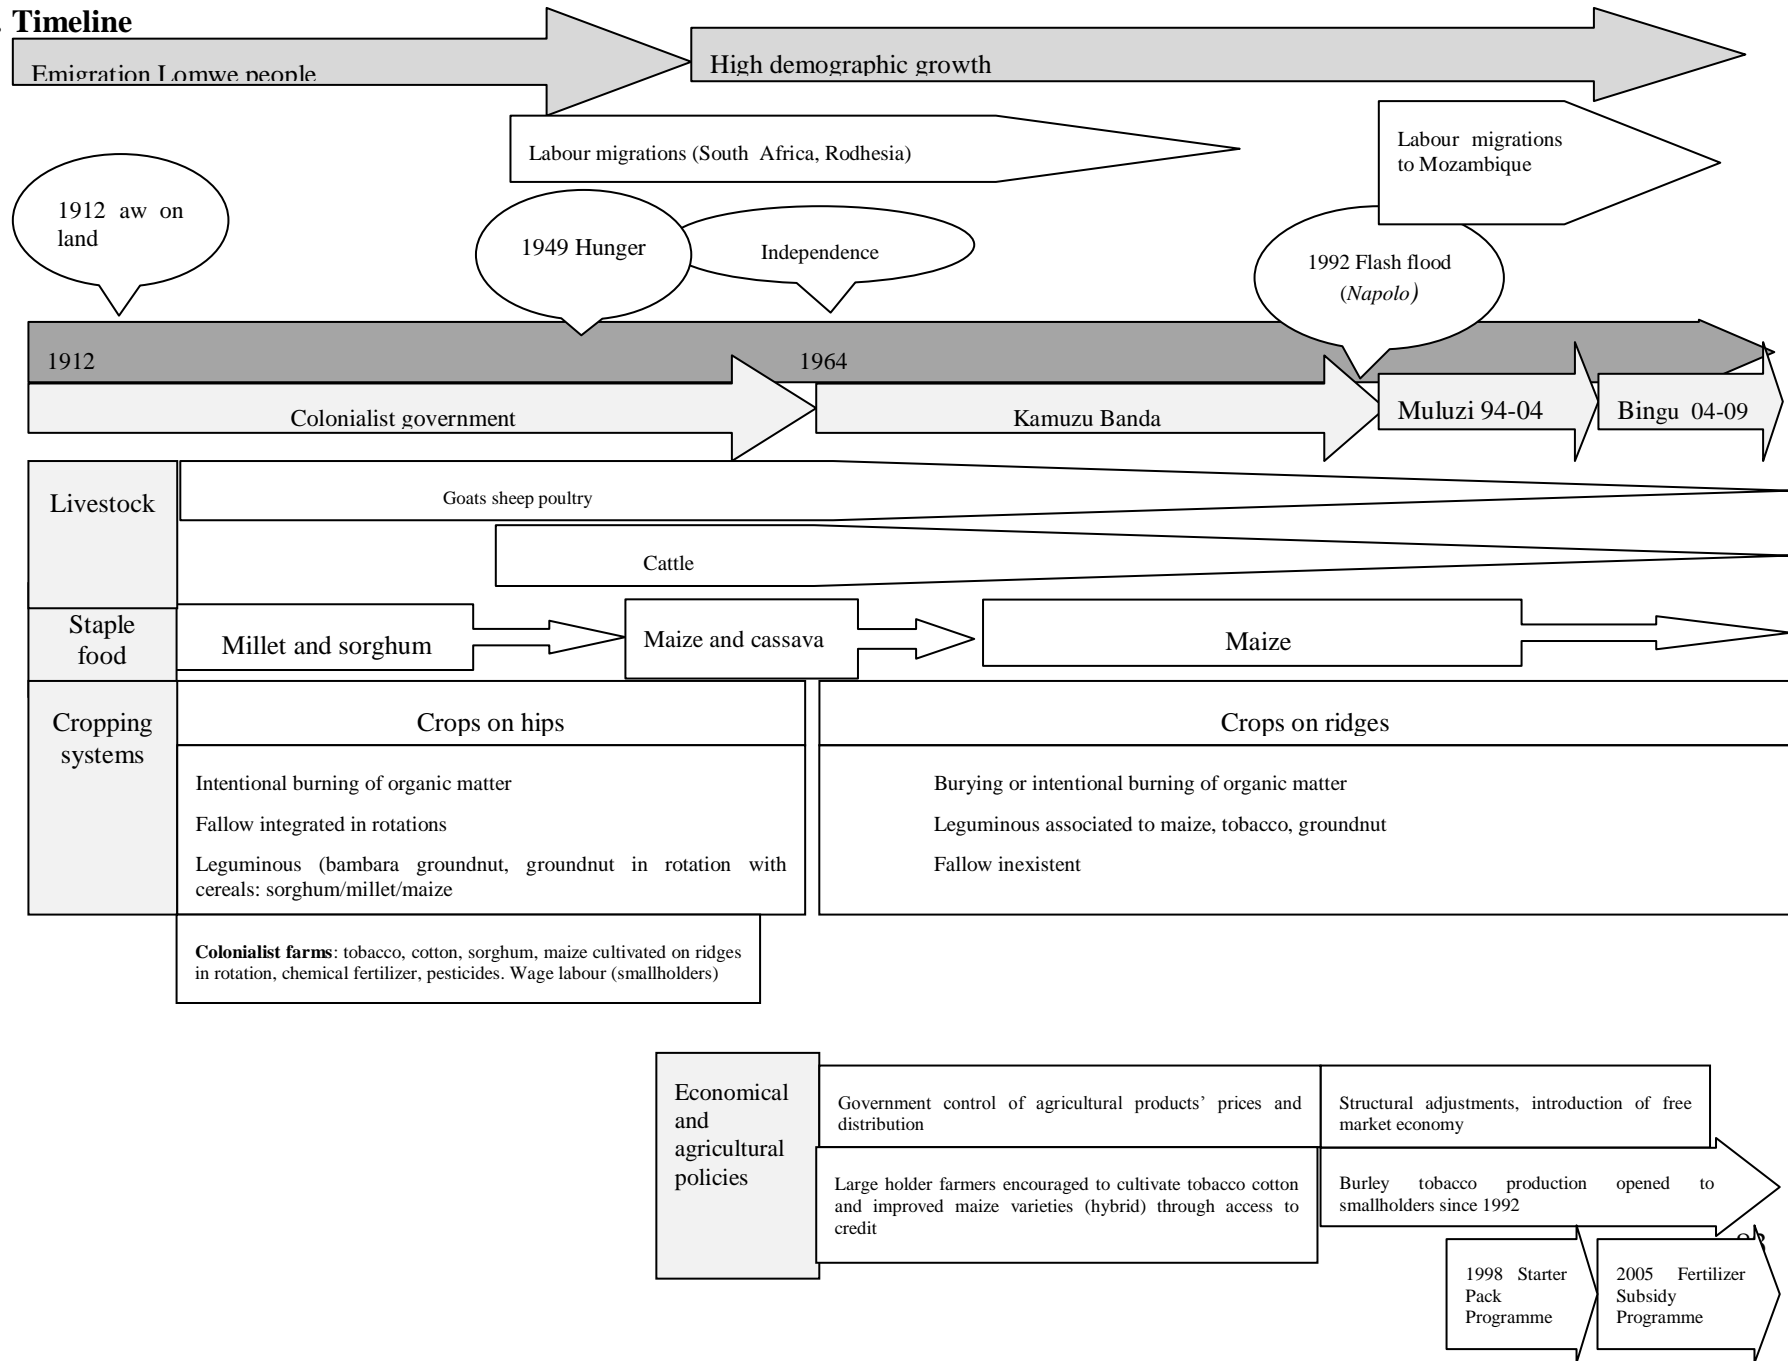 . Timeline
Emigration Lomwe people
High demographic growth
Labour migrations (South Africa, Rodhesia)
Labour migrations
to Mozambique
1912 aw on
land
1949 Hunger
Independence
1992 Flash flood
(Napolo)
1912
1964
Colonialist government
Kamuzu Banda
Muluzi 94-04
Bingu 04-09
Livestock
Goats sheep poultry
Cattle
Staple
food
Millet and sorghum
Maize and cassava
Maize
Cropping
systems
Crops on hips
Crops on ridges
Intentional burning of organic matter
Fallow integrated in rotations
Leguminous (bambara groundnut, groundnut in rotation with
cereals: sorghum/millet/maize
Burying or intentional burning of organic matter
Leguminous associated to maize, tobacco, groundnut
Fallow inexistent
Colonialist farms: tobacco, cotton, sorghum, maize cultivated on ridges
in rotation, chemical fertilizer, pesticides. Wage labour (smallholders)
Economical
and
agricultural
policies
Government control of agricultural products’ prices and
distribution
Structural adjustments, introduction of free
market economy
Large holder farmers encouraged to cultivate tobacco cotton
and improved maize varieties (hybrid) through access to
credit
Burley tobacco production opened to
smallholders since 1992
1998 Starter
Pack
Programme
2005 Fertilizer
Subsidy
Programme